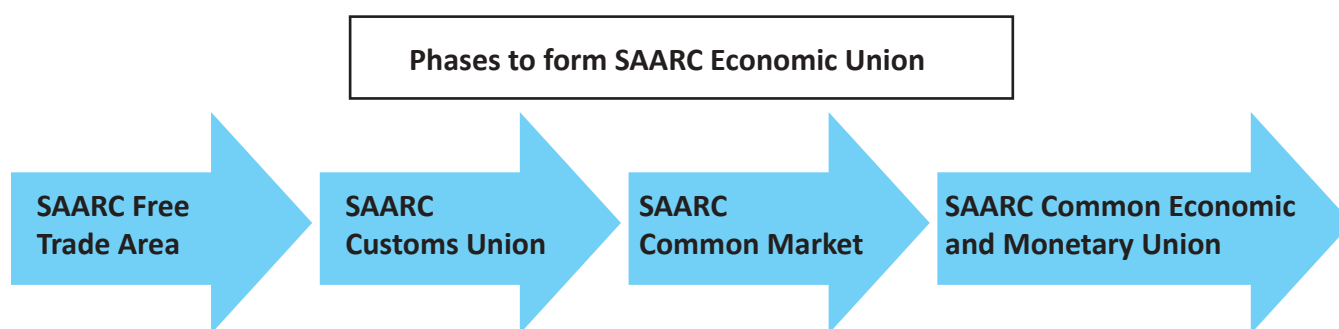 Phases to form SAARC Economic Union
SAARC Free
Trade Area
SAARC
Customs Union
SAARC
Common Market
SAARC Common Economic
and Monetary Union